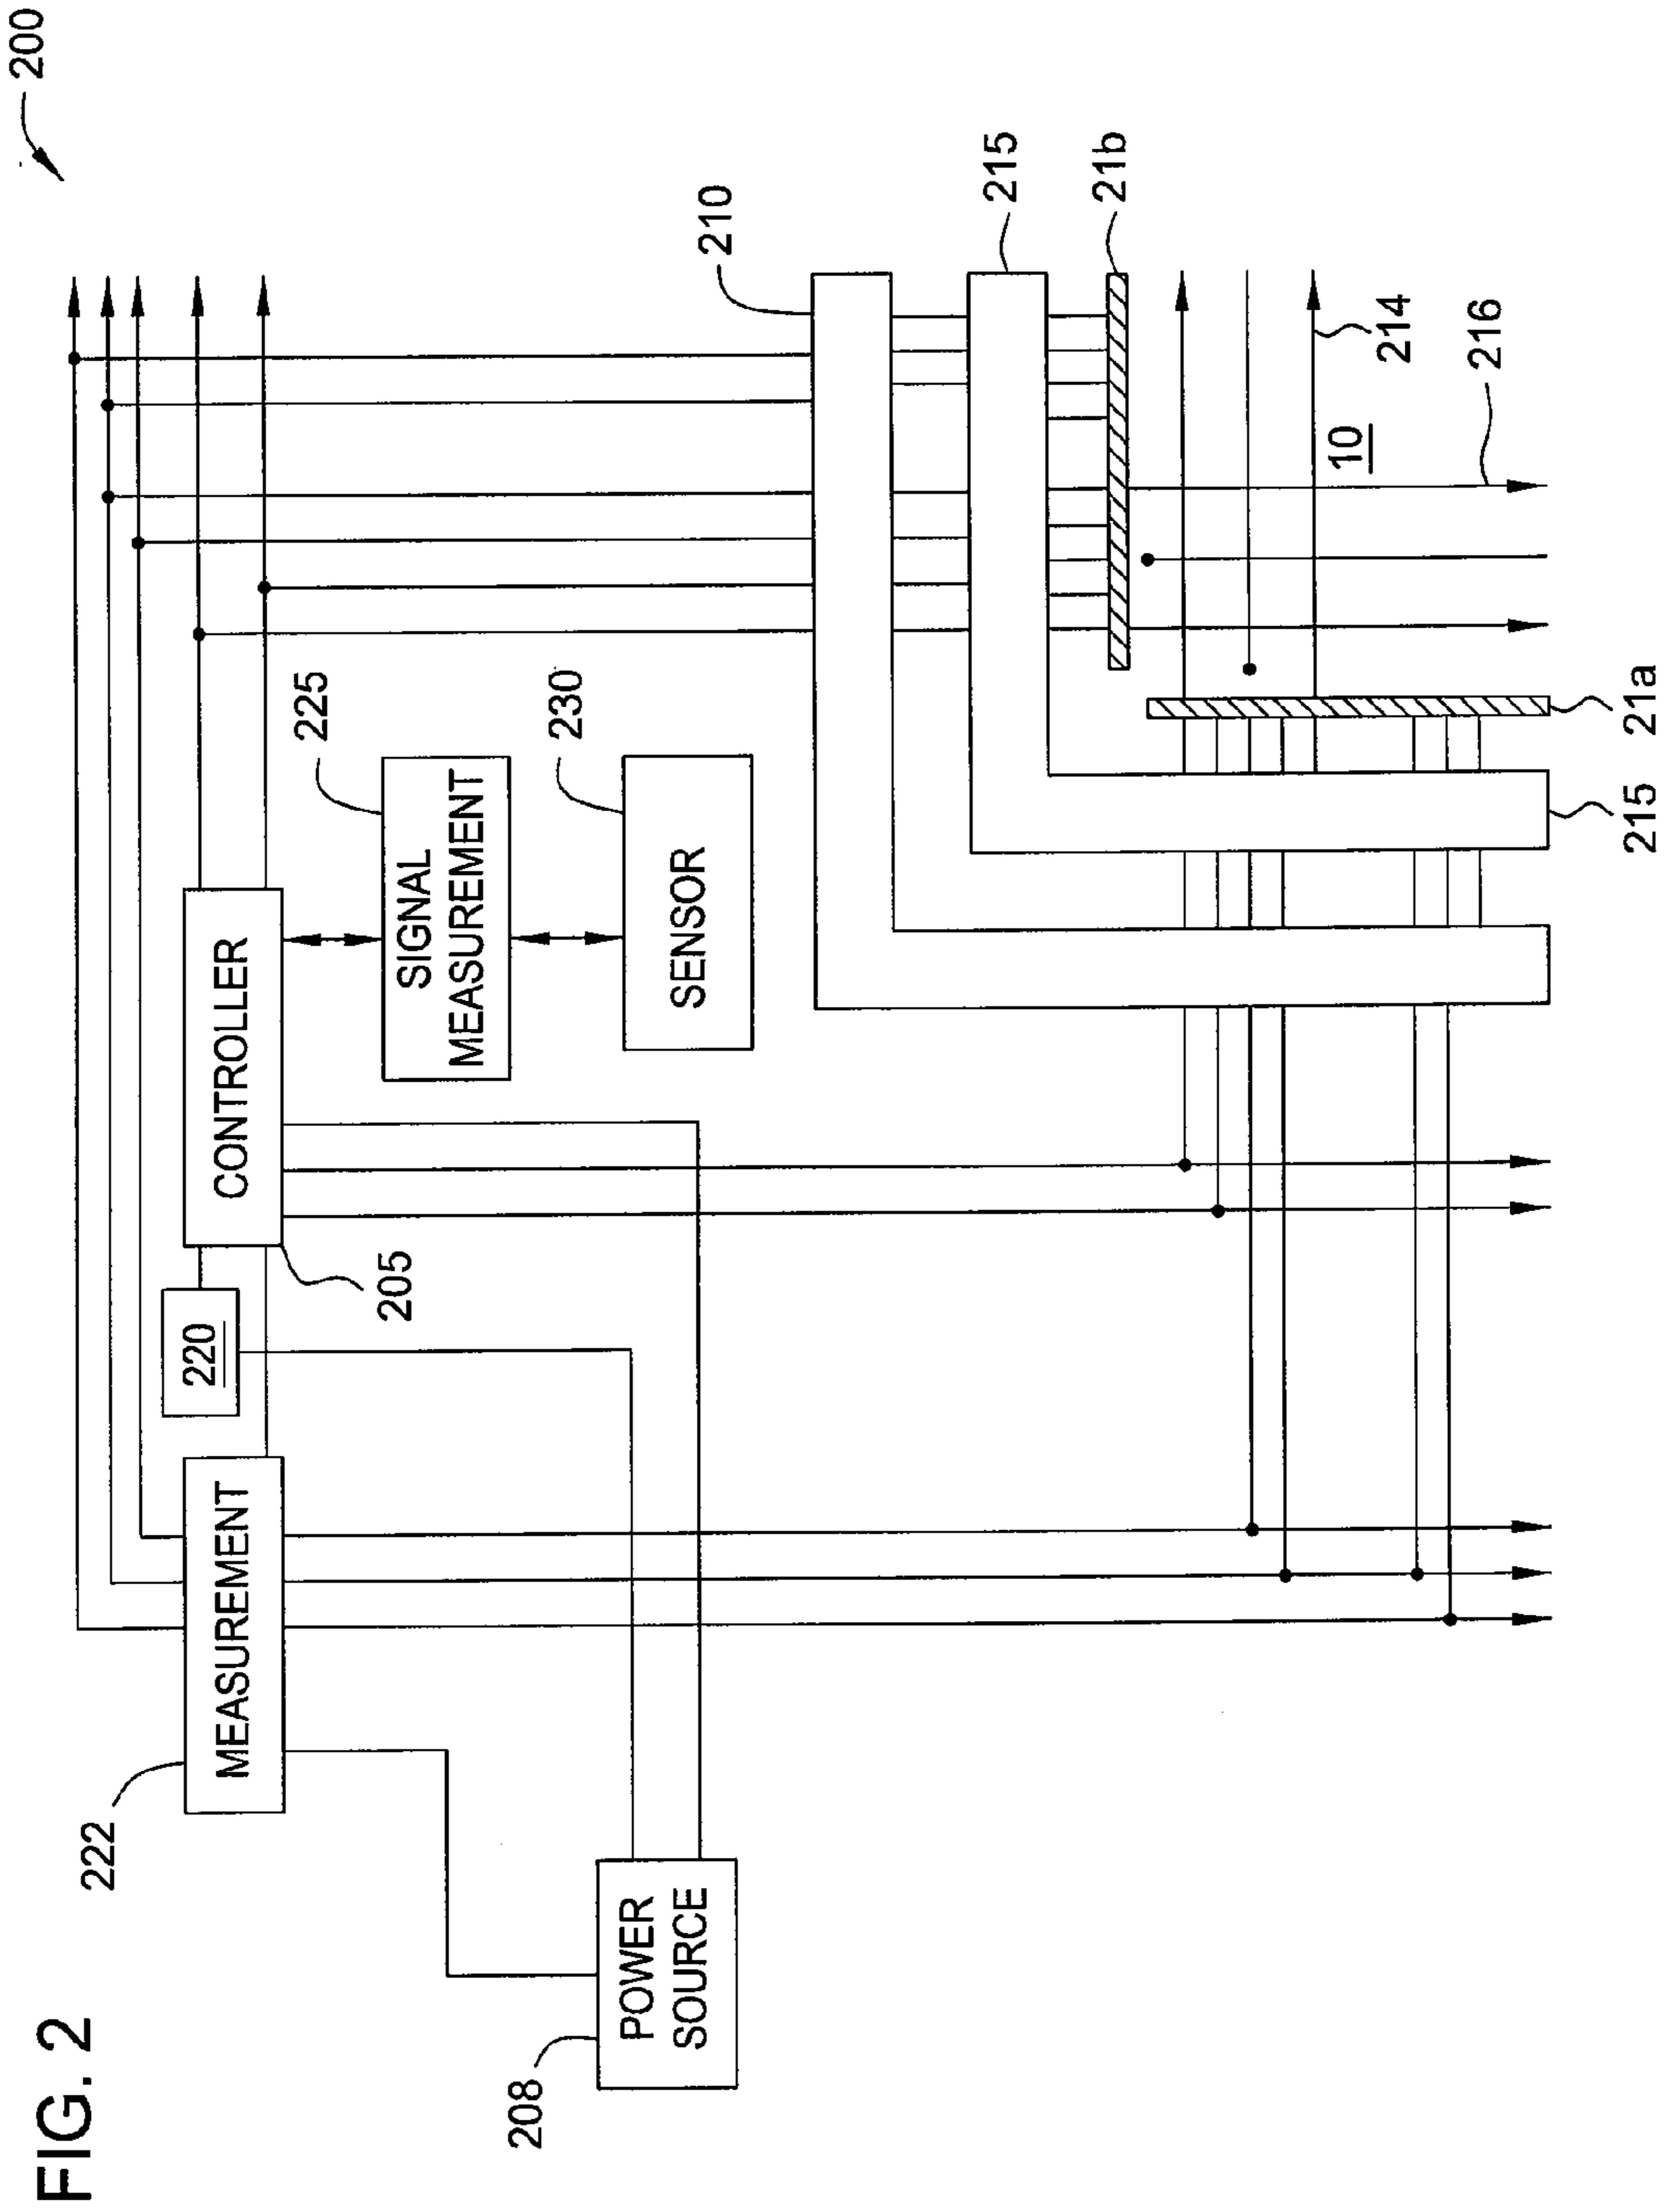 FIG. 2
200
222
MEASUREMENT
220
205
CONTROLLER
225
SIGNAL
MEASUREMENT
230
SENSOR
208
POWER
SOURCE
210
215
21b
214
10
216
21a
215